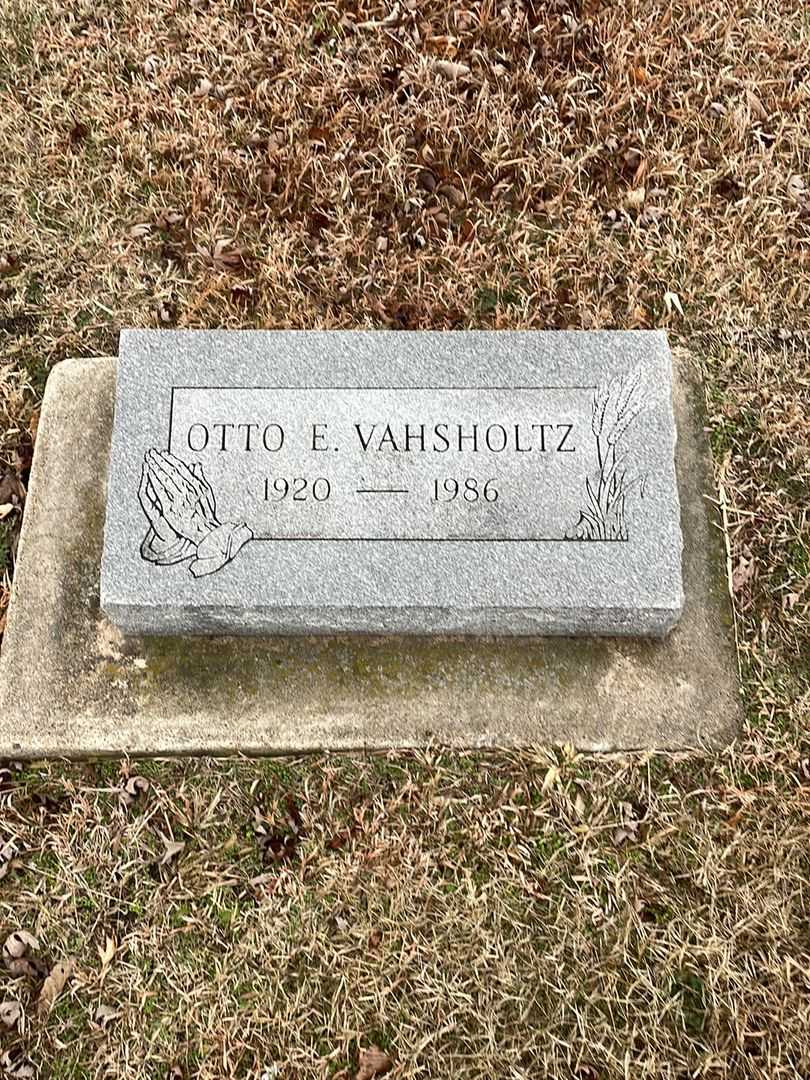 OTTO E. VAHSHOLTZ
1920 — 1986